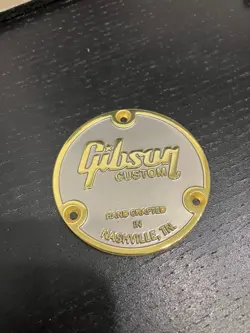 Gibson
CUSTOM
HAND CRAFTED
IN
NASHVILLE, TN.